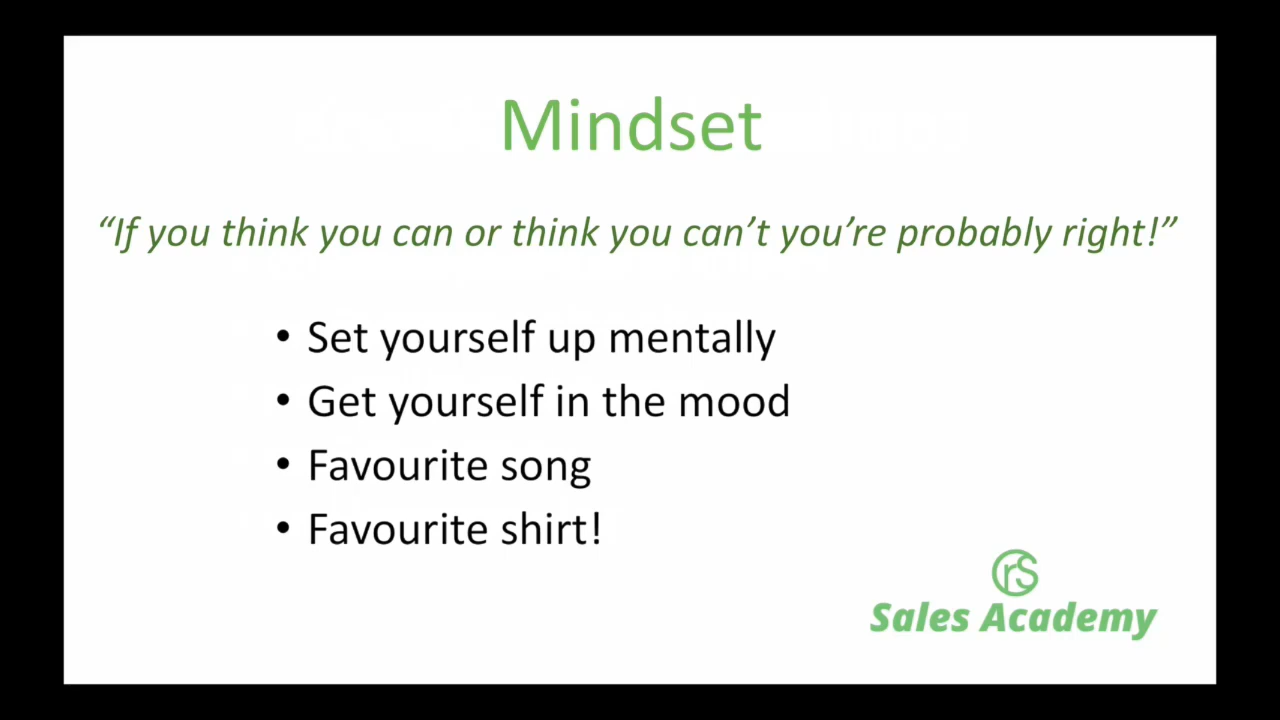 Mindset
“If you think you can or think you can’t you’re probably right!”
• Set yourself up mentally
• Get yourself in the mood
• Favourite song
• Favourite shirt!
rS
Sales Academy